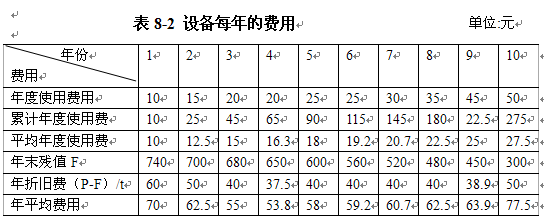 表 8-2 设备每年的费用 单位:元
年份 1 2 3 4 5 6 7 8 9 10
费用
年度使用费用 10 15 20 20 25 25 30 35 45 50
累计年度使用费 10 25 45 65 90 115 145 180 22.5 275
平均年度使用费 10 12.5 15 16.3 18 19.2 20.7 22.5 25 27.5
年末残值 F 740 700 680 650 600 560 520 480 450 300
年折旧费（P-F）/t 60 50 40 37.5 40 40 40 40 38.9 50
年平均费用 70 62.5 55 53.8 58 59.2 60.7 62.5 63.9 77.5